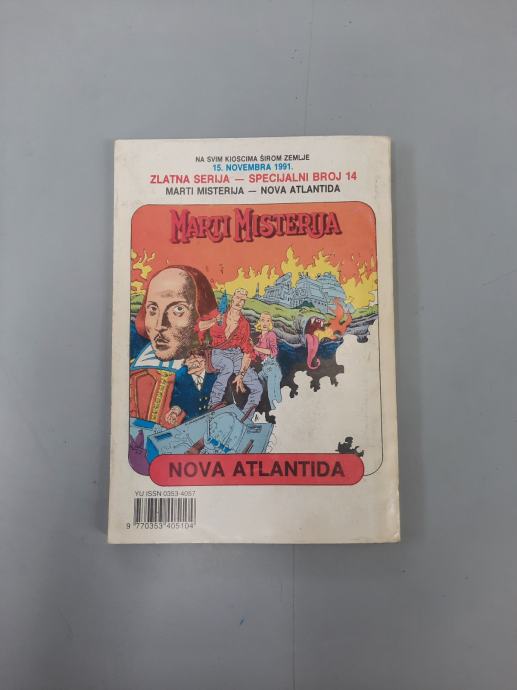 NA SVIM KIOSCIMA ŠIROM ZEMLJE
15. NOVEMBRA 1991.
ZLATNA SERIJA — SPECIJALNI BROJ 14
MARTI MISTERIJA — NOVA ATLANTIDA
MARTI MISTERIJA
NOVA ATLANTIDA
YU ISSN 0353-4057
9 770353 405104